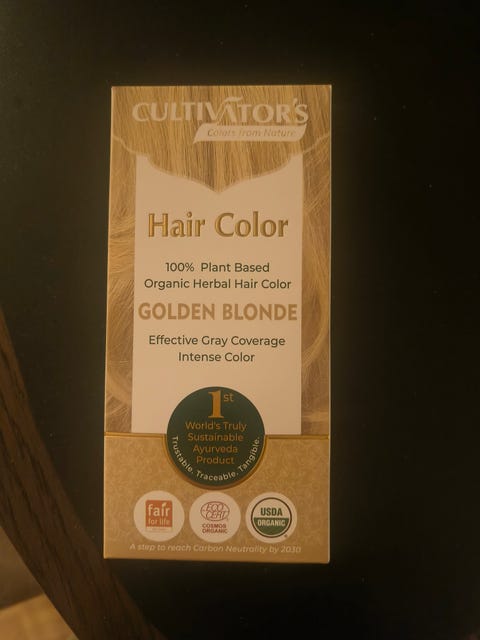 CULTIVATOR'S
Colors from Nature
Hair Color
100% Plant Based
Organic Herbal Hair Color
GOLDEN BLONDE
Effective Gray Coverage
Intense Color
1st
World's Truly
Sustainable
Ayurveda
Product
Trustable. Traceable. Tangible.
fair
for life
ECO
CERT
COSMOS
ORGANIC
USDA
ORGANIC
A step to reach Carbon Neutrality by 2030